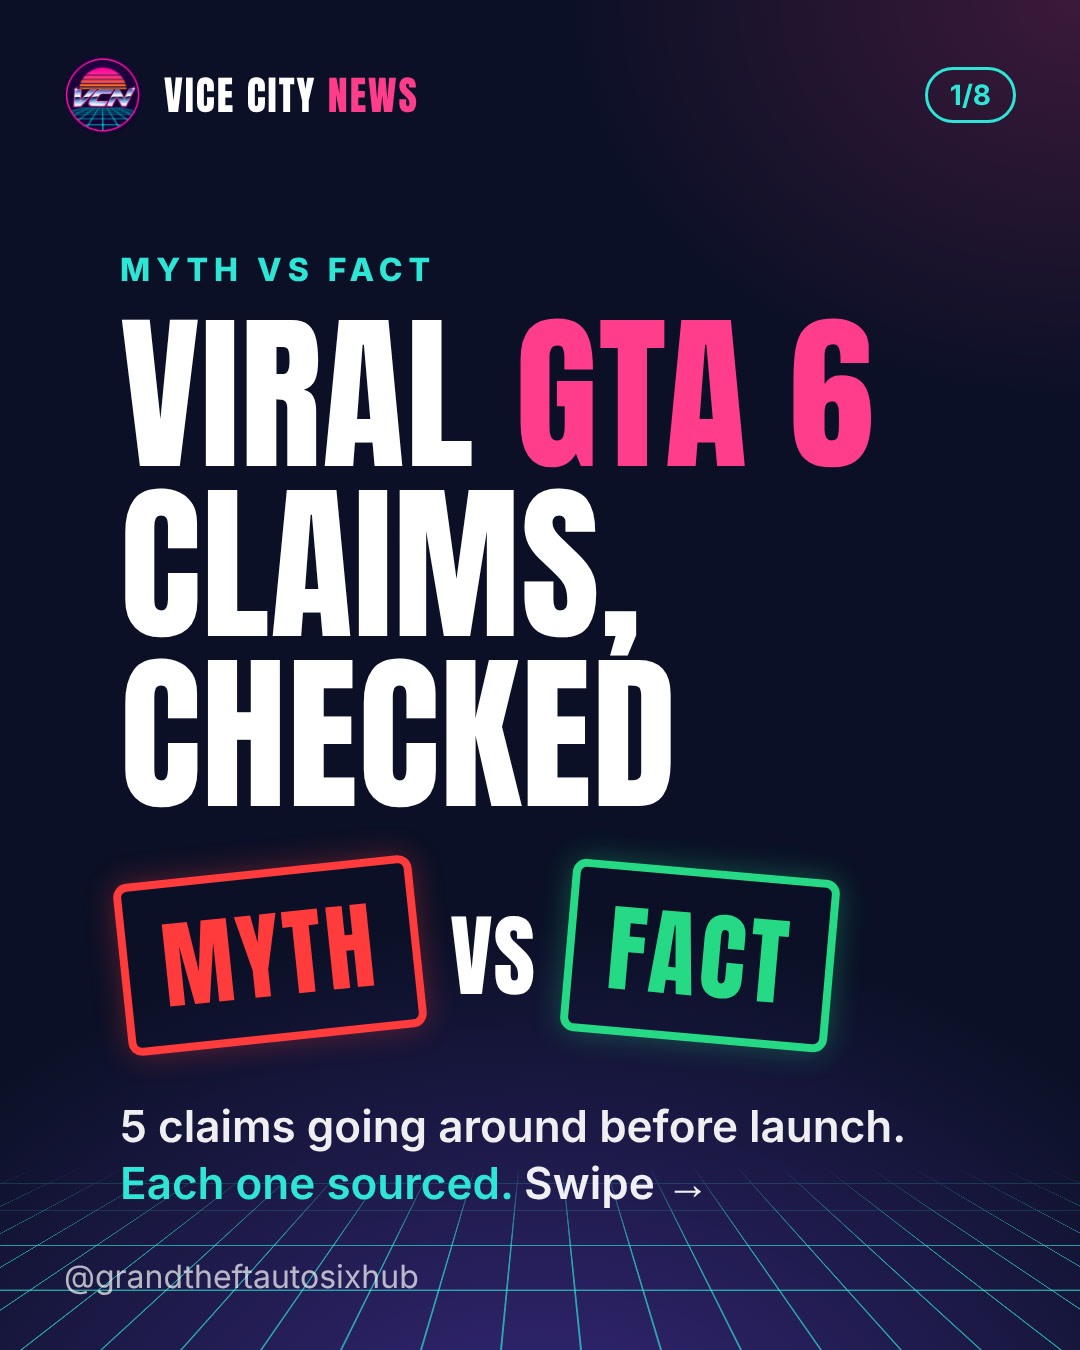 VCN
VICE CITY NEWS
1/8
MYTH VS FACT
VIRAL GTA 6
CLAIMS,
CHECKED
MYTH VS FACT
5 claims going around before launch.
Each one sourced. Swipe →
@grandtheftautosixhub